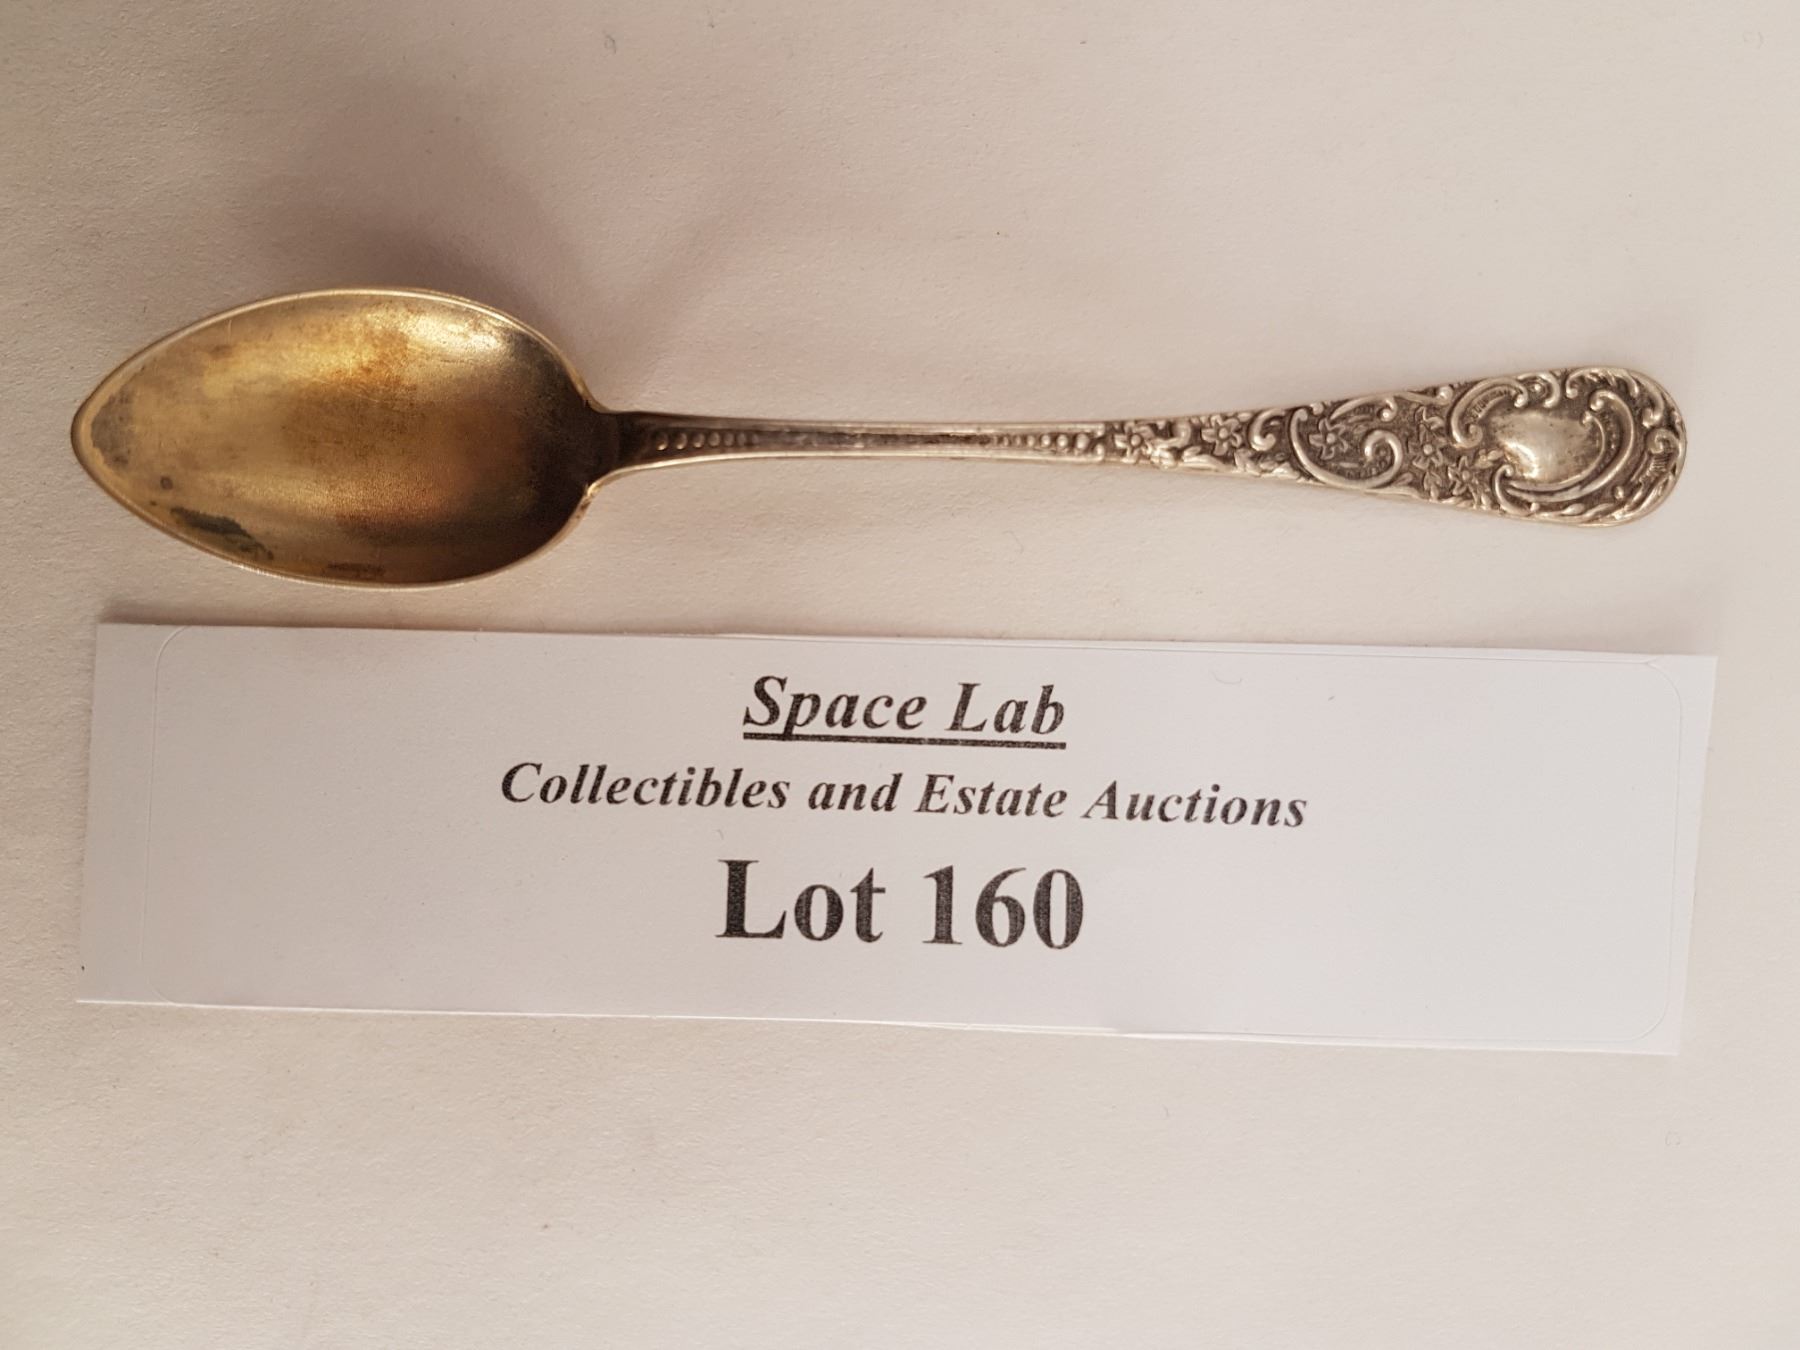 Space Lab
Collectibles and Estate Auctions
Lot 160